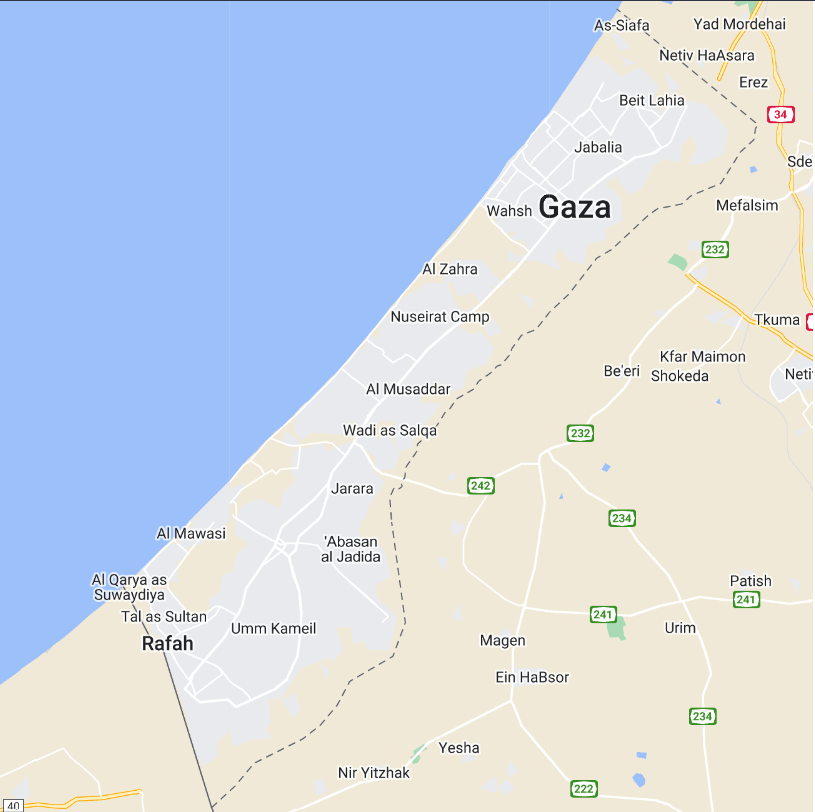 As-Siafa
Yad Mordehai
Netiv HaAsara
Erez
Beit Lahia
34
Jabalia
Sde
Wahsh
Gaza
Mefalsim
232
Al Zahra
Nuseirat Camp
Tkuma
Kfar Maimon
Be'eri
Shokeda
Neti
Al Musaddar
Wadi as Salqa
232
242
Jarara
234
Al Mawasi
'Abasan
al Jadida
Al Qarya as
Suwaydiya
Patish
241
Tal as Sultan
241
Umm Kameil
Urim
Rafah
Magen
Ein HaBsor
234
Yesha
Nir Yitzhak
222
40